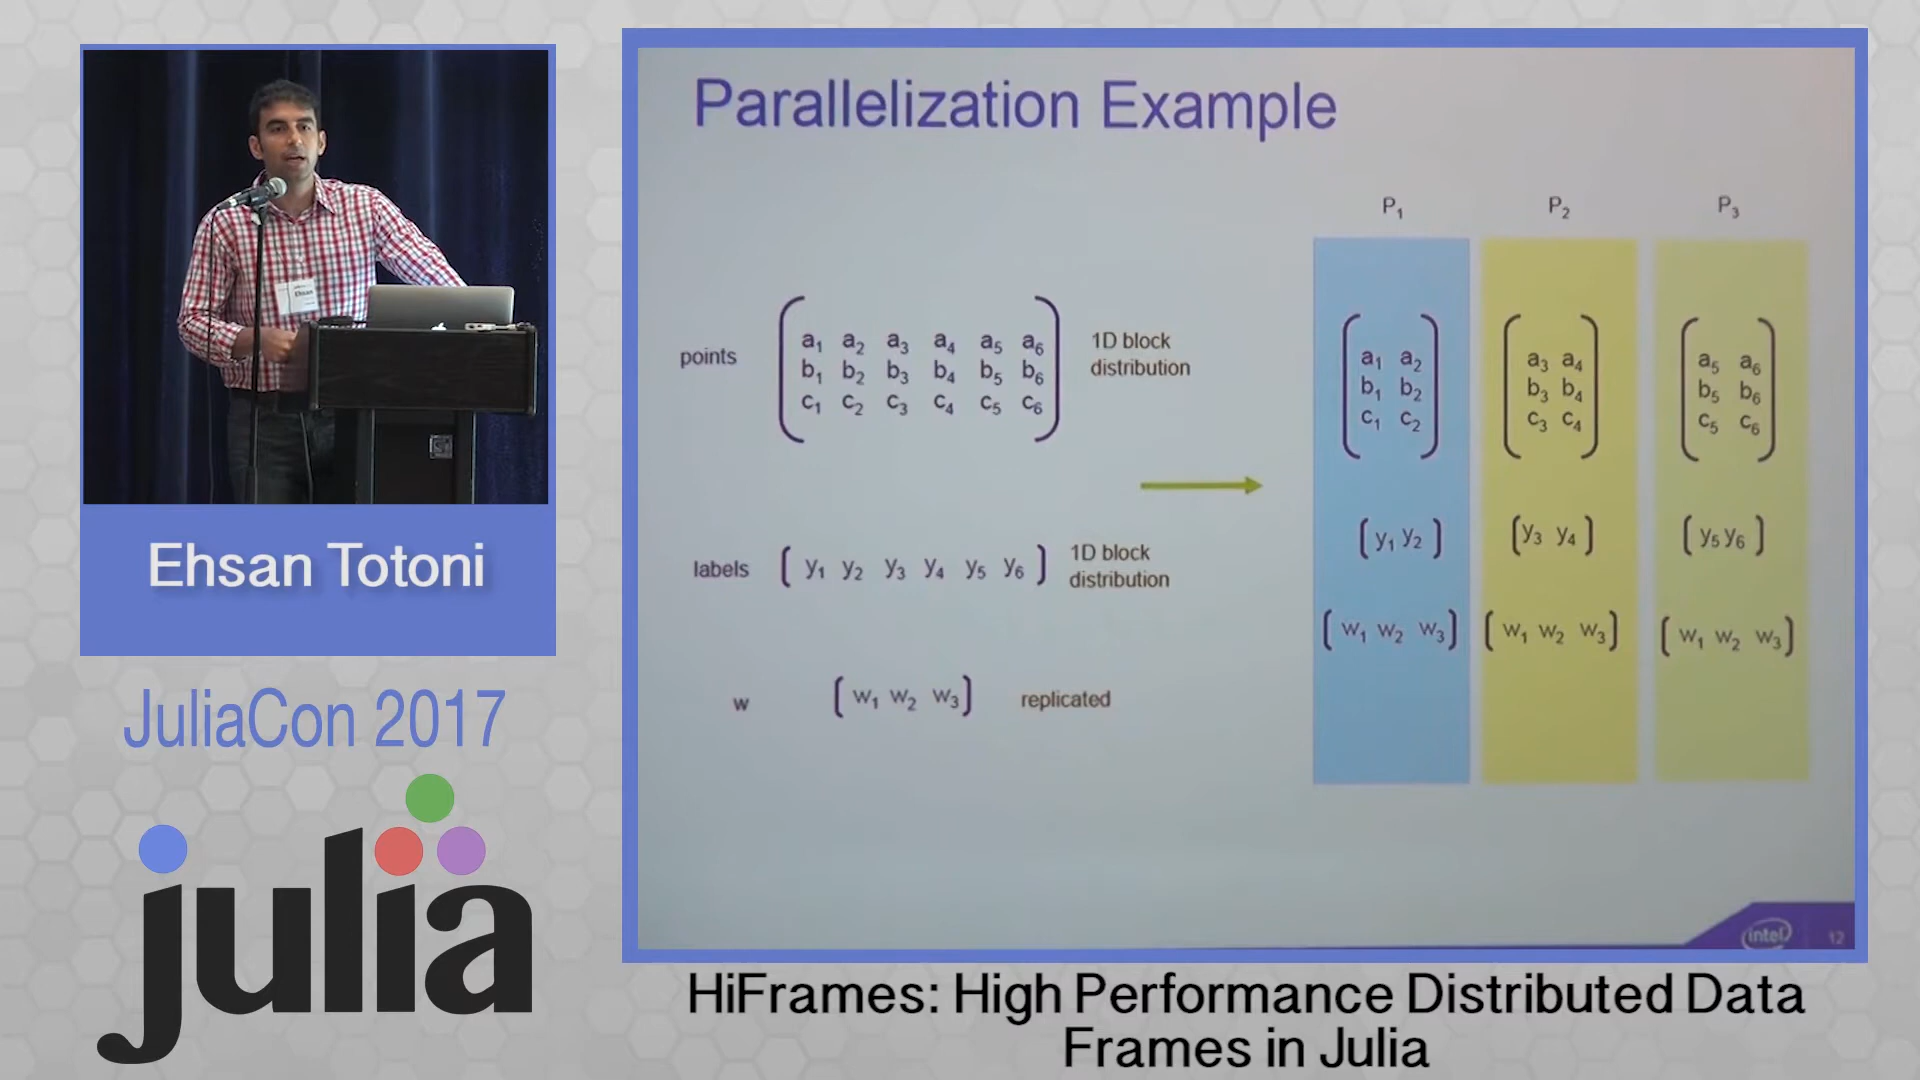 Ehsan
Ehsan Totoni
JuliaCon 2017
julia
Parallelization Example
P1 P2 P3
points
a1 a2 a3 a4 a5 a6
b1 b2 b3 b4 b5 b6
c1 c2 c3 c4 c5 c6
1D block
distribution
labels
( y1 y2 y3 y4 y5 y6 )
1D block
distribution
w
( w1 w2 w3 )
replicated
a1 a2
b1 b2
c1 c2
( y1 y2 )
( w1 w2 w3 )
a3 a4
b3 b4
c3 c4
( y3 y4 )
( w1 w2 w3 )
a5 a6
b5 b6
c5 c6
( y5 y6 )
( w1 w2 w3 )
intel
12
HiFrames: High Performance Distributed Data
Frames in Julia